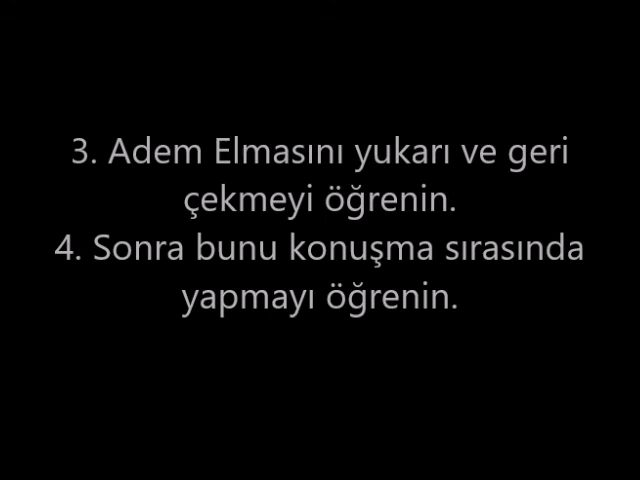 3. Adem Elmasını yukarı ve geri
çekmeyi öğrenin.
4. Sonra bunu konuşma sırasında
yapmayı öğrenin.